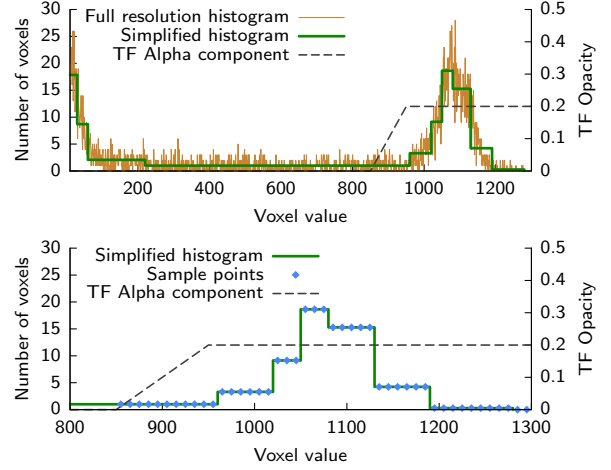 Full resolution histogram
Simplified histogram
TF Alpha component
Number of voxels
30
25
20
15
10
5
0
200 400 600 800 1000 1200
Voxel value
0.5
0.4
0.3
0.2
0.1
0
TF Opacity
Simplified histogram
Sample points
TF Alpha component
Number of voxels
30
25
20
15
10
5
0
800 900 1000 1100 1200 1300
Voxel value
0.5
0.4
0.3
0.2
0.1
0
TF Opacity